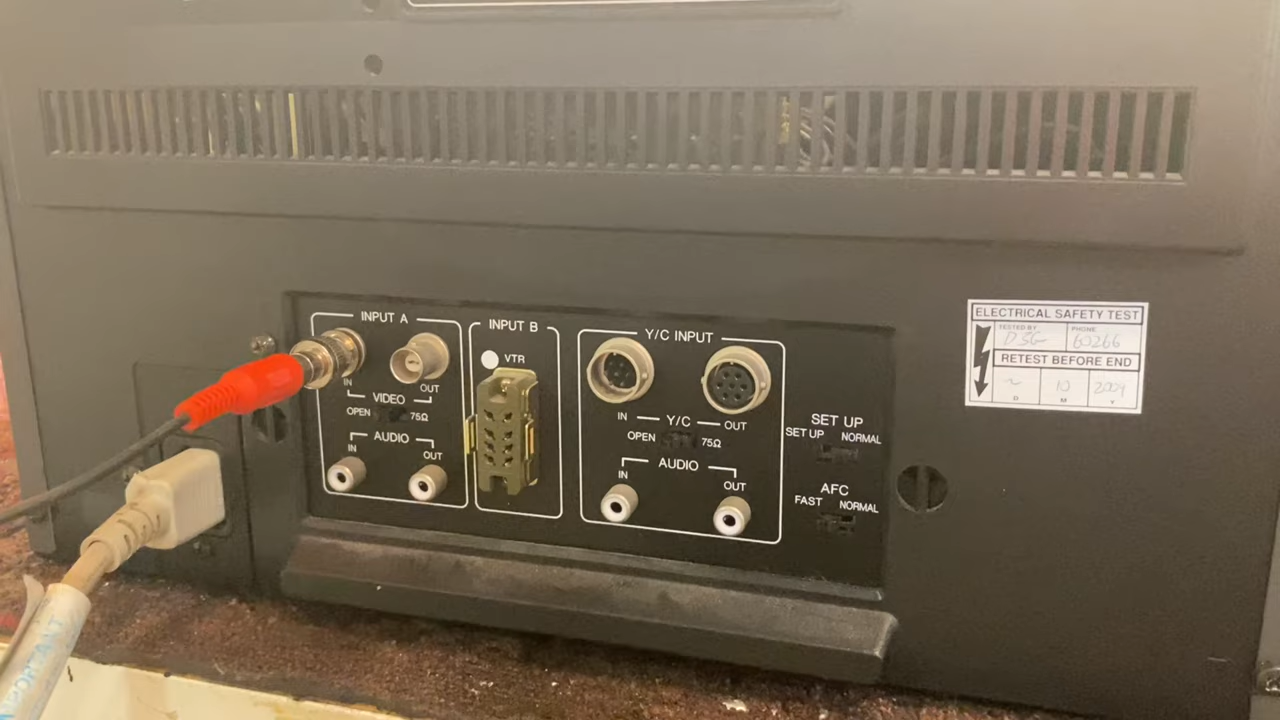 INPUT A
IN
OUT
VIDEO
OPEN 75Ω
AUDIO
IN
OUT
INPUT B
VTR
Y/C INPUT
IN Y/C OUT
OPEN 75Ω
AUDIO
IN
OUT
SET UP
SET UP NORMAL
AFC
FAST NORMAL
ELECTRICAL SAFETY TEST
TESTED BY PHONE
DSG 60266
RETEST BEFORE END
~ 10 2009
D M Y